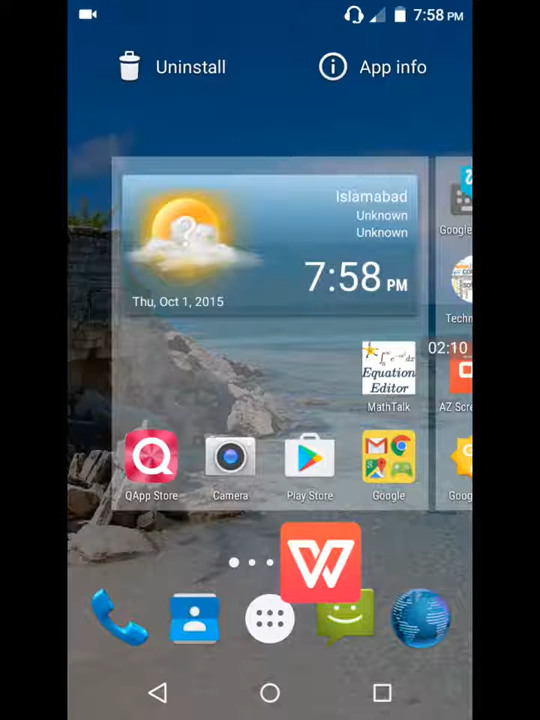 7:58 PM
Uninstall
App info
Islamabad
Unknown
Unknown
7:58 PM
Thu, Oct 1, 2015
Google
Techn
02:10
Equation
Editor
MathTalk
AZ Scre
QApp Store
Camera
Play Store
Google
Goog